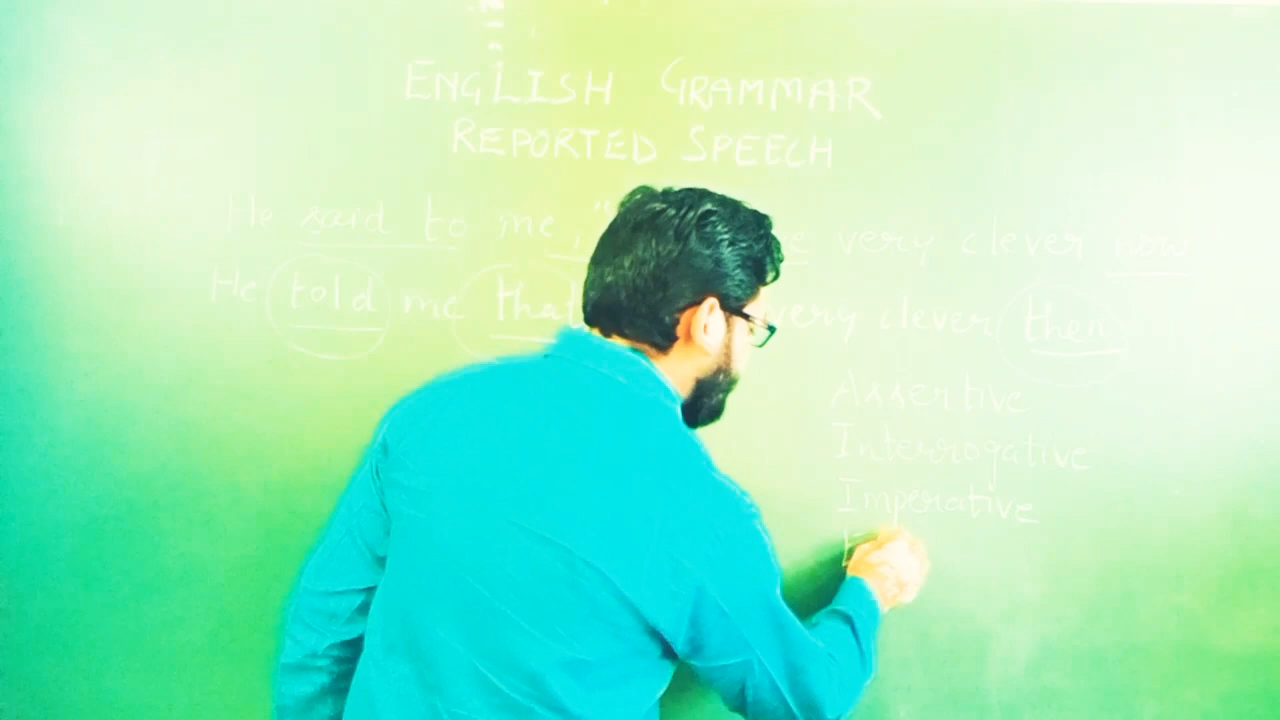 ENGLISH GRAMMAR
REPORTED SPEECH
He said to me, " very clever now
He told me that very clever then
Assertive
Interrogative
Imperative